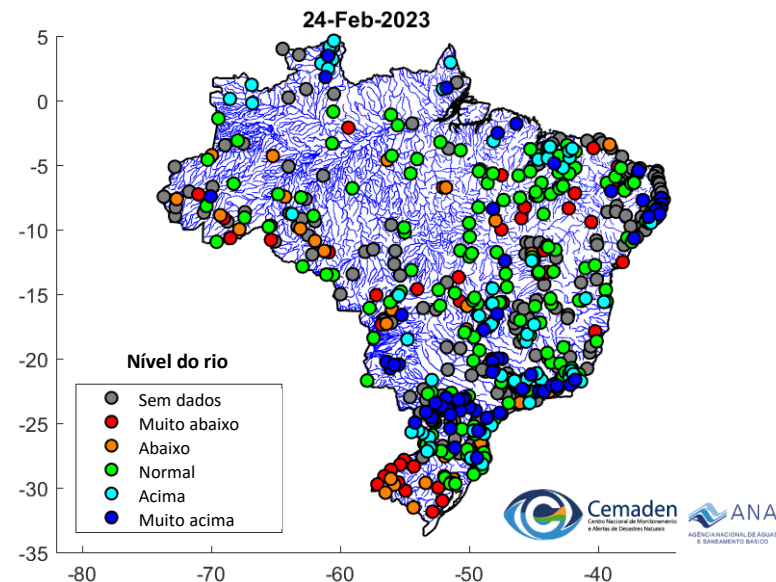 24-Feb-2023
5
0
-5
-10
-15
-20
-25
-30
-35
Nível do rio
Sem dados
Muito abaixo
Abaixo
Normal
Acima
Muito acima
Cemaden
Centro Nacional de Monitoramento
e Alertas de Desastres Naturais
ANA
AGÊNCIA NACIONAL DE ÁGUAS
E SANEAMENTO BÁSICO
-80
-70
-60
-50
-40